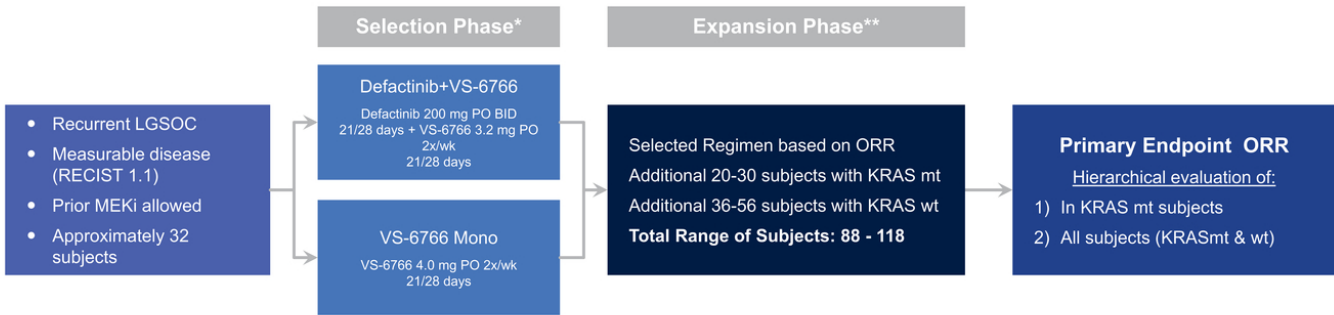 Selection Phase*
Expansion Phase**
• Recurrent LGSOC
• Measurable disease
(RECIST 1.1)
• Prior MEKi allowed
• Approximately 32
subjects
Defactinib+VS-6766
Defactinib 200 mg PO BID
21/28 days + VS-6766 3.2 mg PO
2x/wk
21/28 days
VS-6766 Mono
VS-6766 4.0 mg PO 2x/wk
21/28 days
Selected Regimen based on ORR
Additional 20-30 subjects with KRAS mt
Additional 36-56 subjects with KRAS wt
Total Range of Subjects: 88 - 118
Primary Endpoint ORR
Hierarchical evaluation of:
1) In KRAS mt subjects
2) All subjects (KRASmt & wt)